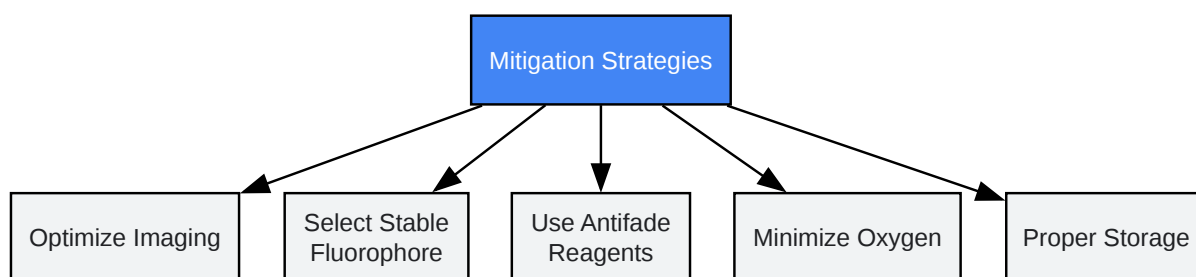 Mitigation Strategies
Optimize Imaging
Select Stable
Fluorophore
Use Antifade
Reagents
Minimize Oxygen
Proper Storage